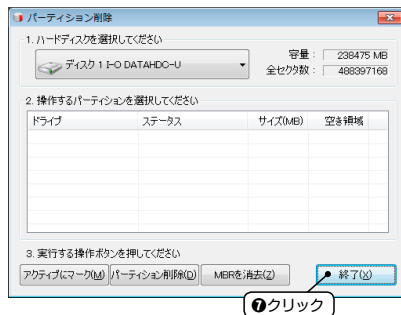 パーティション削除
1. ハードディスクを選択してください
ディスク 1 I-O DATAHDC-U
容量： 238475 MB
全セクタ数： 488397168
2. 操作するパーティションを選択してください
ドライブ ステータス サイズ(MB) 空き領域
3. 実行する操作ボタンを押してください
アクティブにマーク(M) パーティション削除(D) MBRを消去(Z) 終了(X)
❼クリック